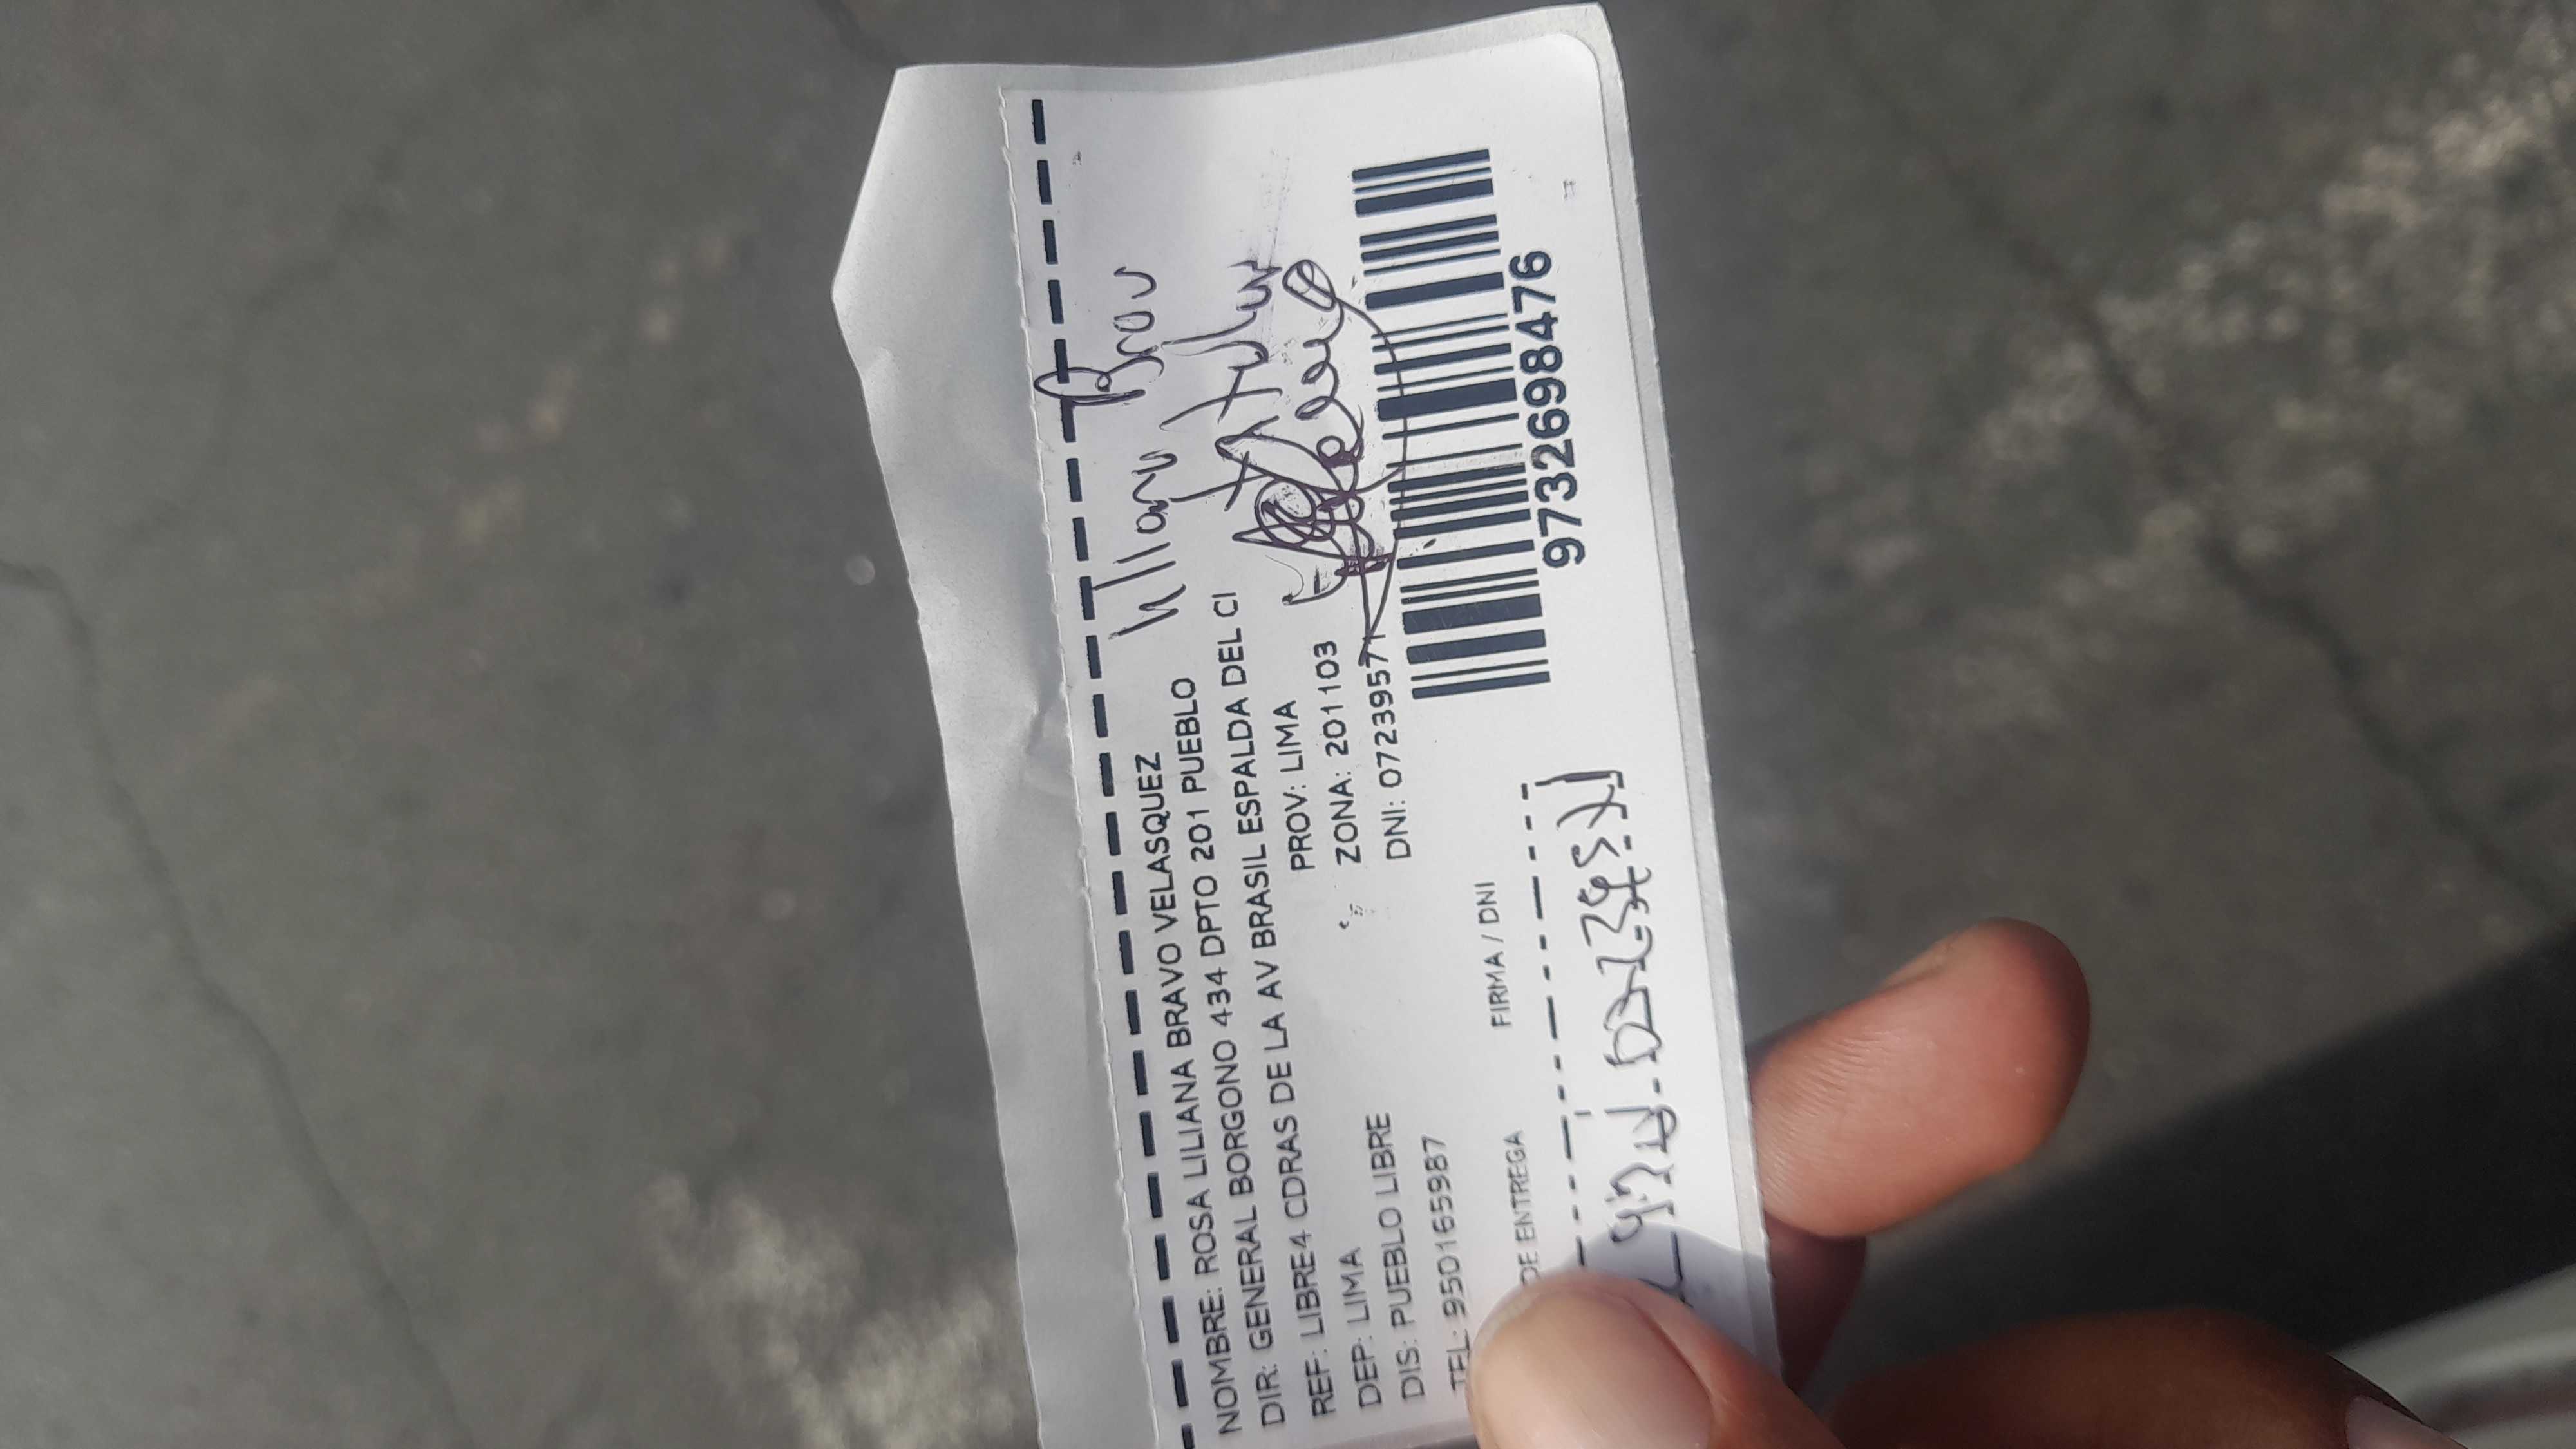 NOMBRE: ROSA LILIANA BRAVO VELASQUEZ
DIR: GENERAL BORGONO 434 DPTO 201 PUEBLO
REF: LIBRE4 CDRAS DE LA AV BRASIL ESPALDA DEL CI
DEP: LIMA PROV: LIMA
DIS: PUEBLO LIBRE ZONA: 201103
TEL: 950165987 DNI: 07239571
DE ENTREGA FIRMA / DNI
9732698476